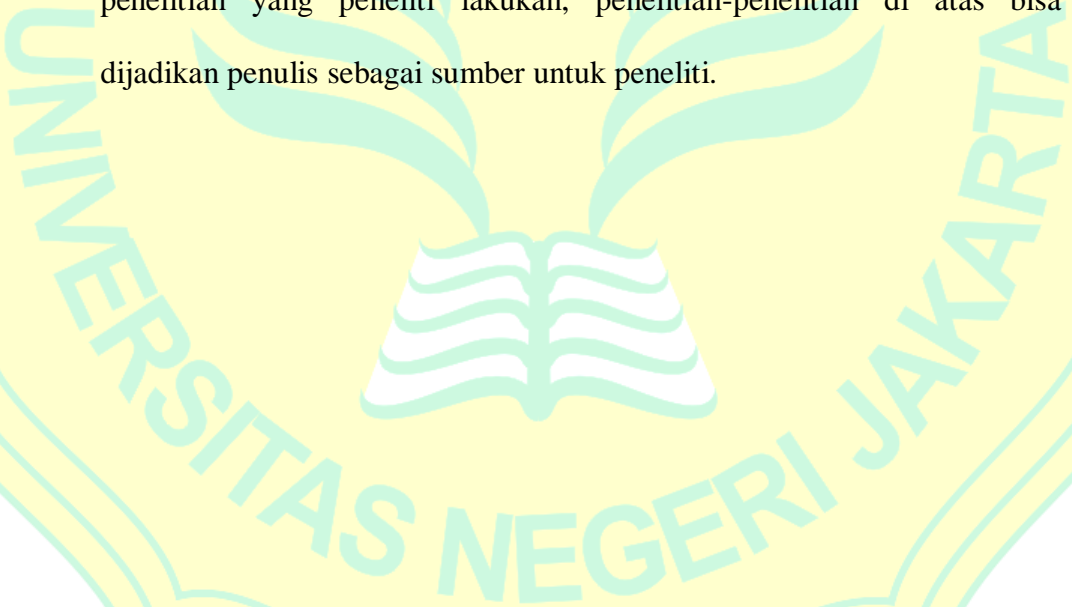 penelitian yang peneliti lakukan, penelitian-penelitian di atas bisa
dijadikan penulis sebagai sumber untuk peneliti.
UNIVERSITAS NEGERI JAKARTA